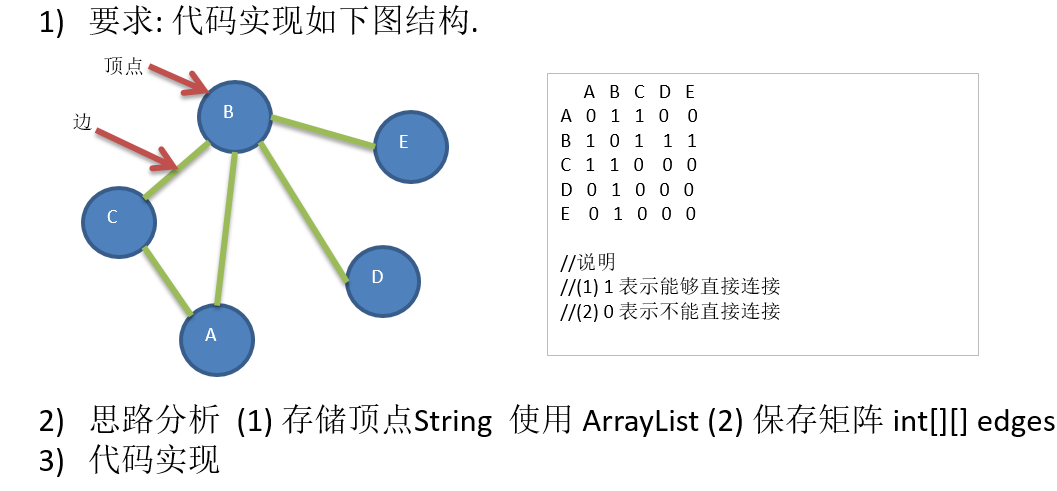 1) 要求: 代码实现如下图结构.
顶点
边
B
E
C
D
A
A B C D E
A 0 1 1 0 0
B 1 0 1 1 1
C 1 1 0 0 0
D 0 1 0 0 0
E 0 1 0 0 0
//说明
//(1) 1 表示能够直接连接
//(2) 0 表示不能直接连接
2) 思路分析 (1) 存储顶点String 使用 ArrayList (2) 保存矩阵 int[][] edges
3) 代码实现